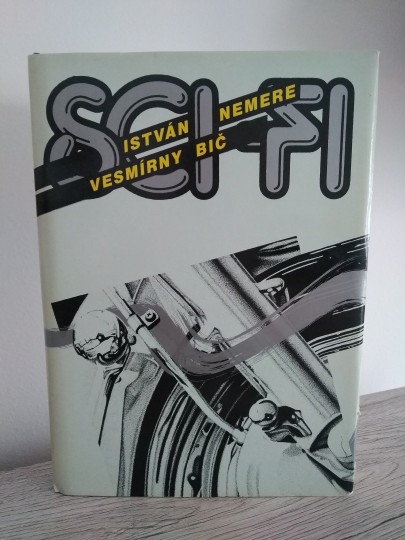 SCI-FI
ISTVÁN NEMERE
VESMÍRNY BIČ